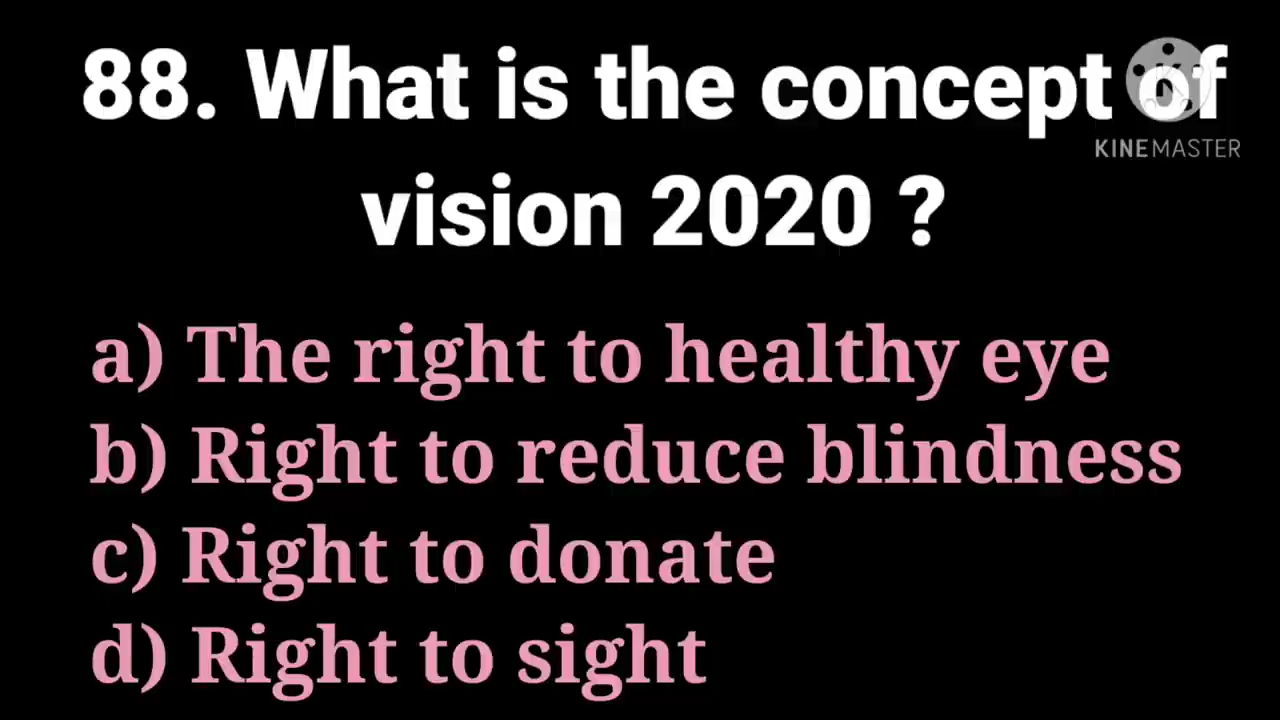 88. What is the concept of
KINEMASTER
vision 2020 ?
a) The right to healthy eye
b) Right to reduce blindness
c) Right to donate
d) Right to sight